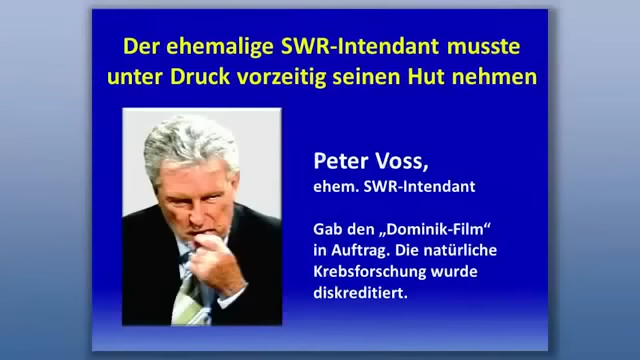 Der ehemalige SWR-Intendant musste
unter Druck vorzeitig seinen Hut nehmen
Peter Voss,
ehem. SWR-Intendant
Gab den „Dominik-Film“
in Auftrag. Die natürliche
Krebsforschung wurde
diskreditiert.